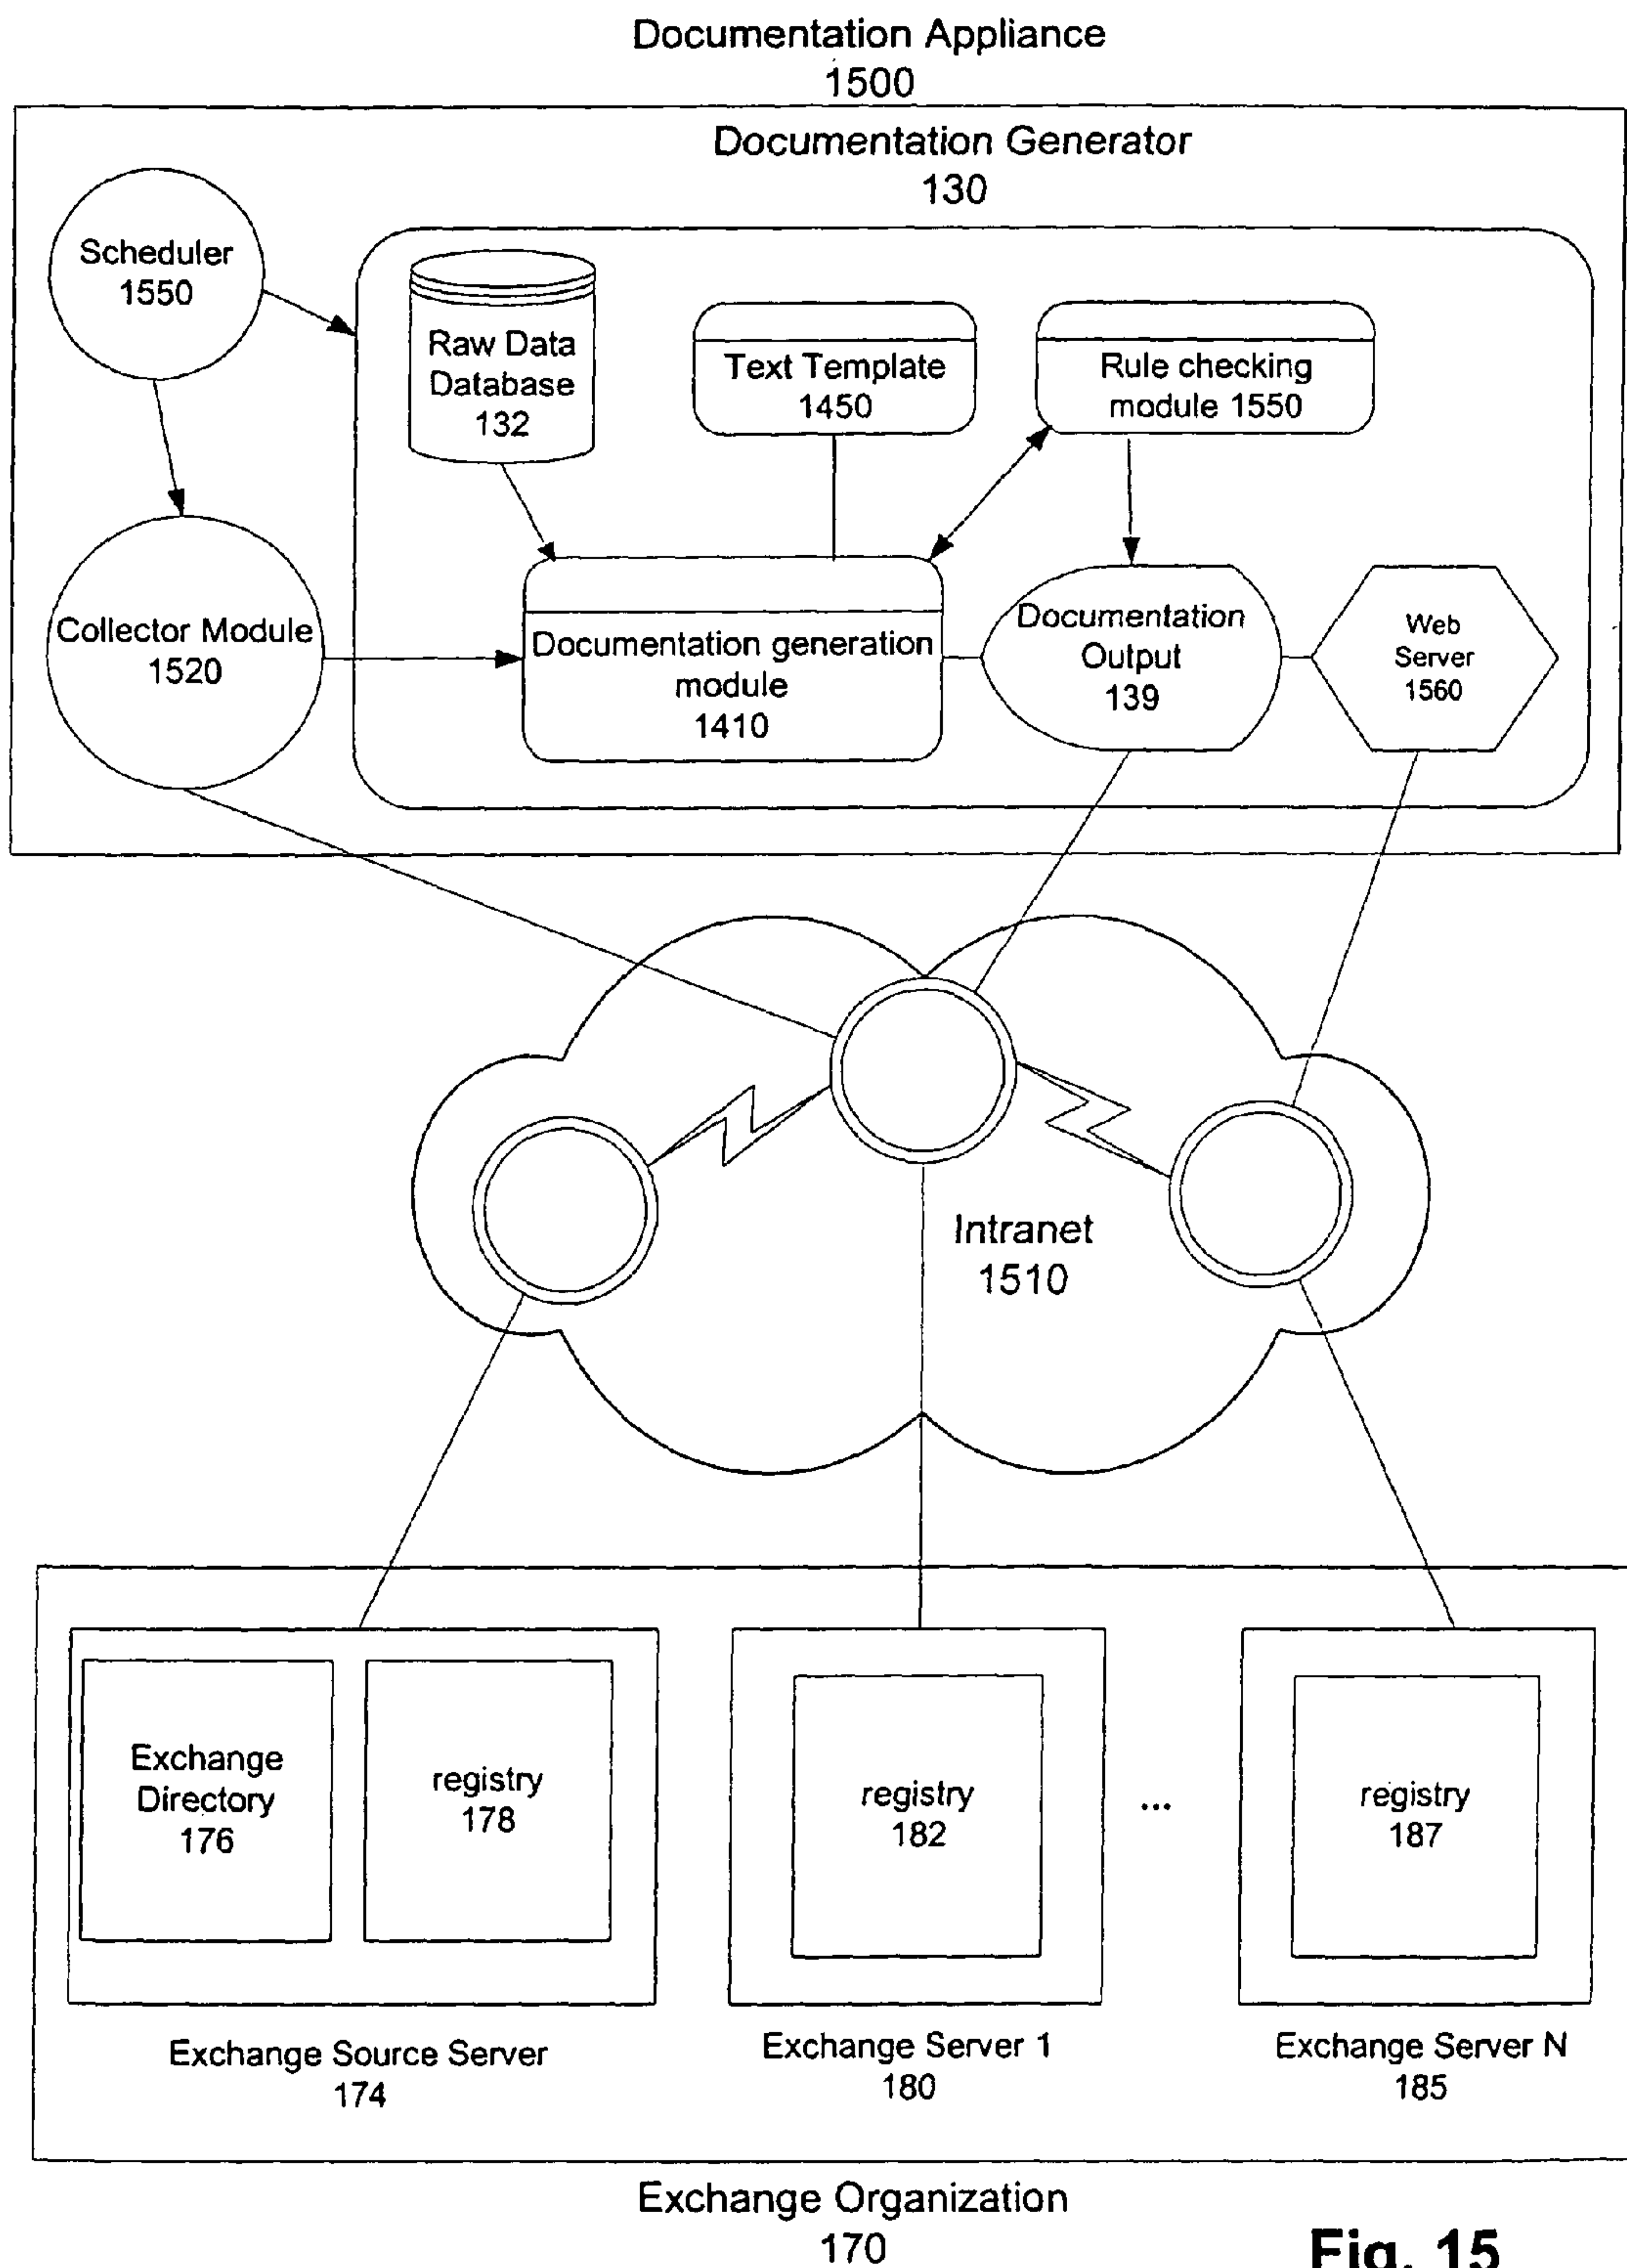 Documentation Appliance
1500
Documentation Generator
130
Scheduler
1550
Raw Data
Database
132
Text Template
1450
Rule checking
module 1550
Collector Module
1520
Documentation generation
module
1410
Documentation
Output
139
Web
Server
1560
Intranet
1510
Exchange
Directory
176
registry
178
registry
182
...
registry
187
Exchange Source Server
174
Exchange Server 1
180
Exchange Server N
185
Exchange Organization
170
Fig. 15